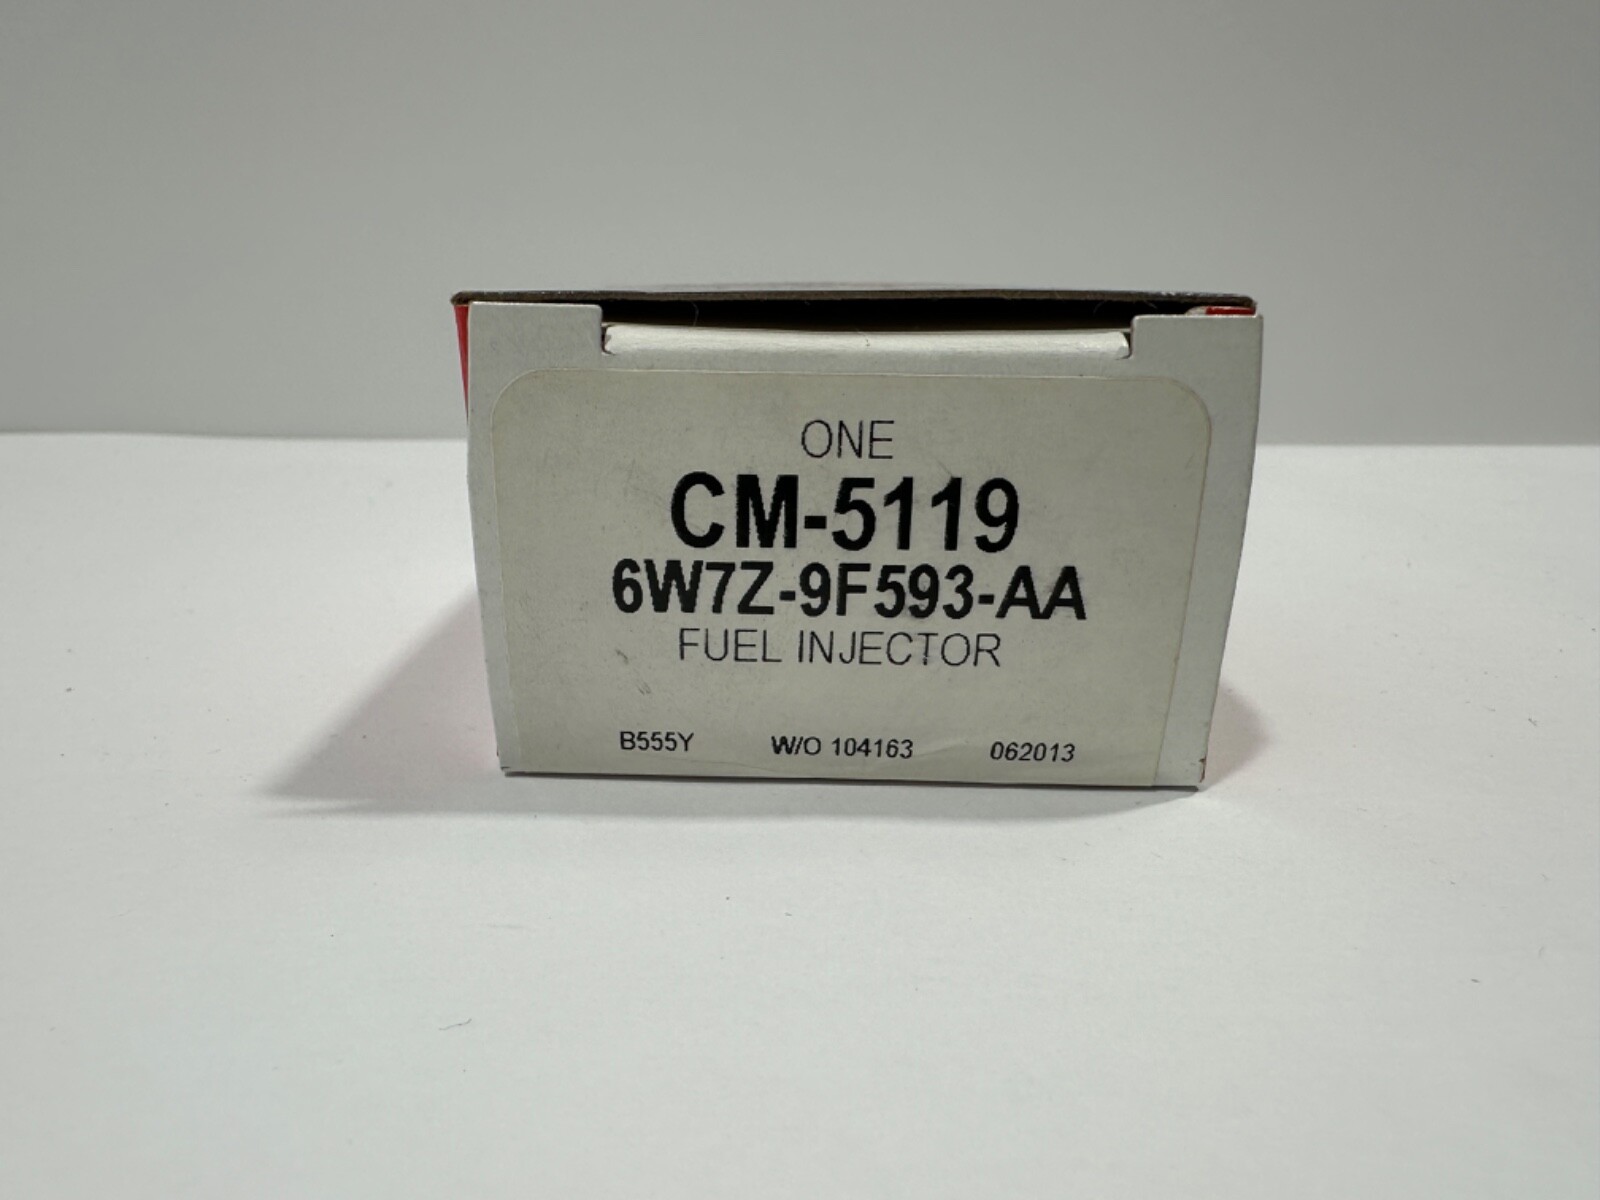 ONE
CM-5119
6W7Z-9F593-AA
FUEL INJECTOR
B555Y W/O 104163 062013